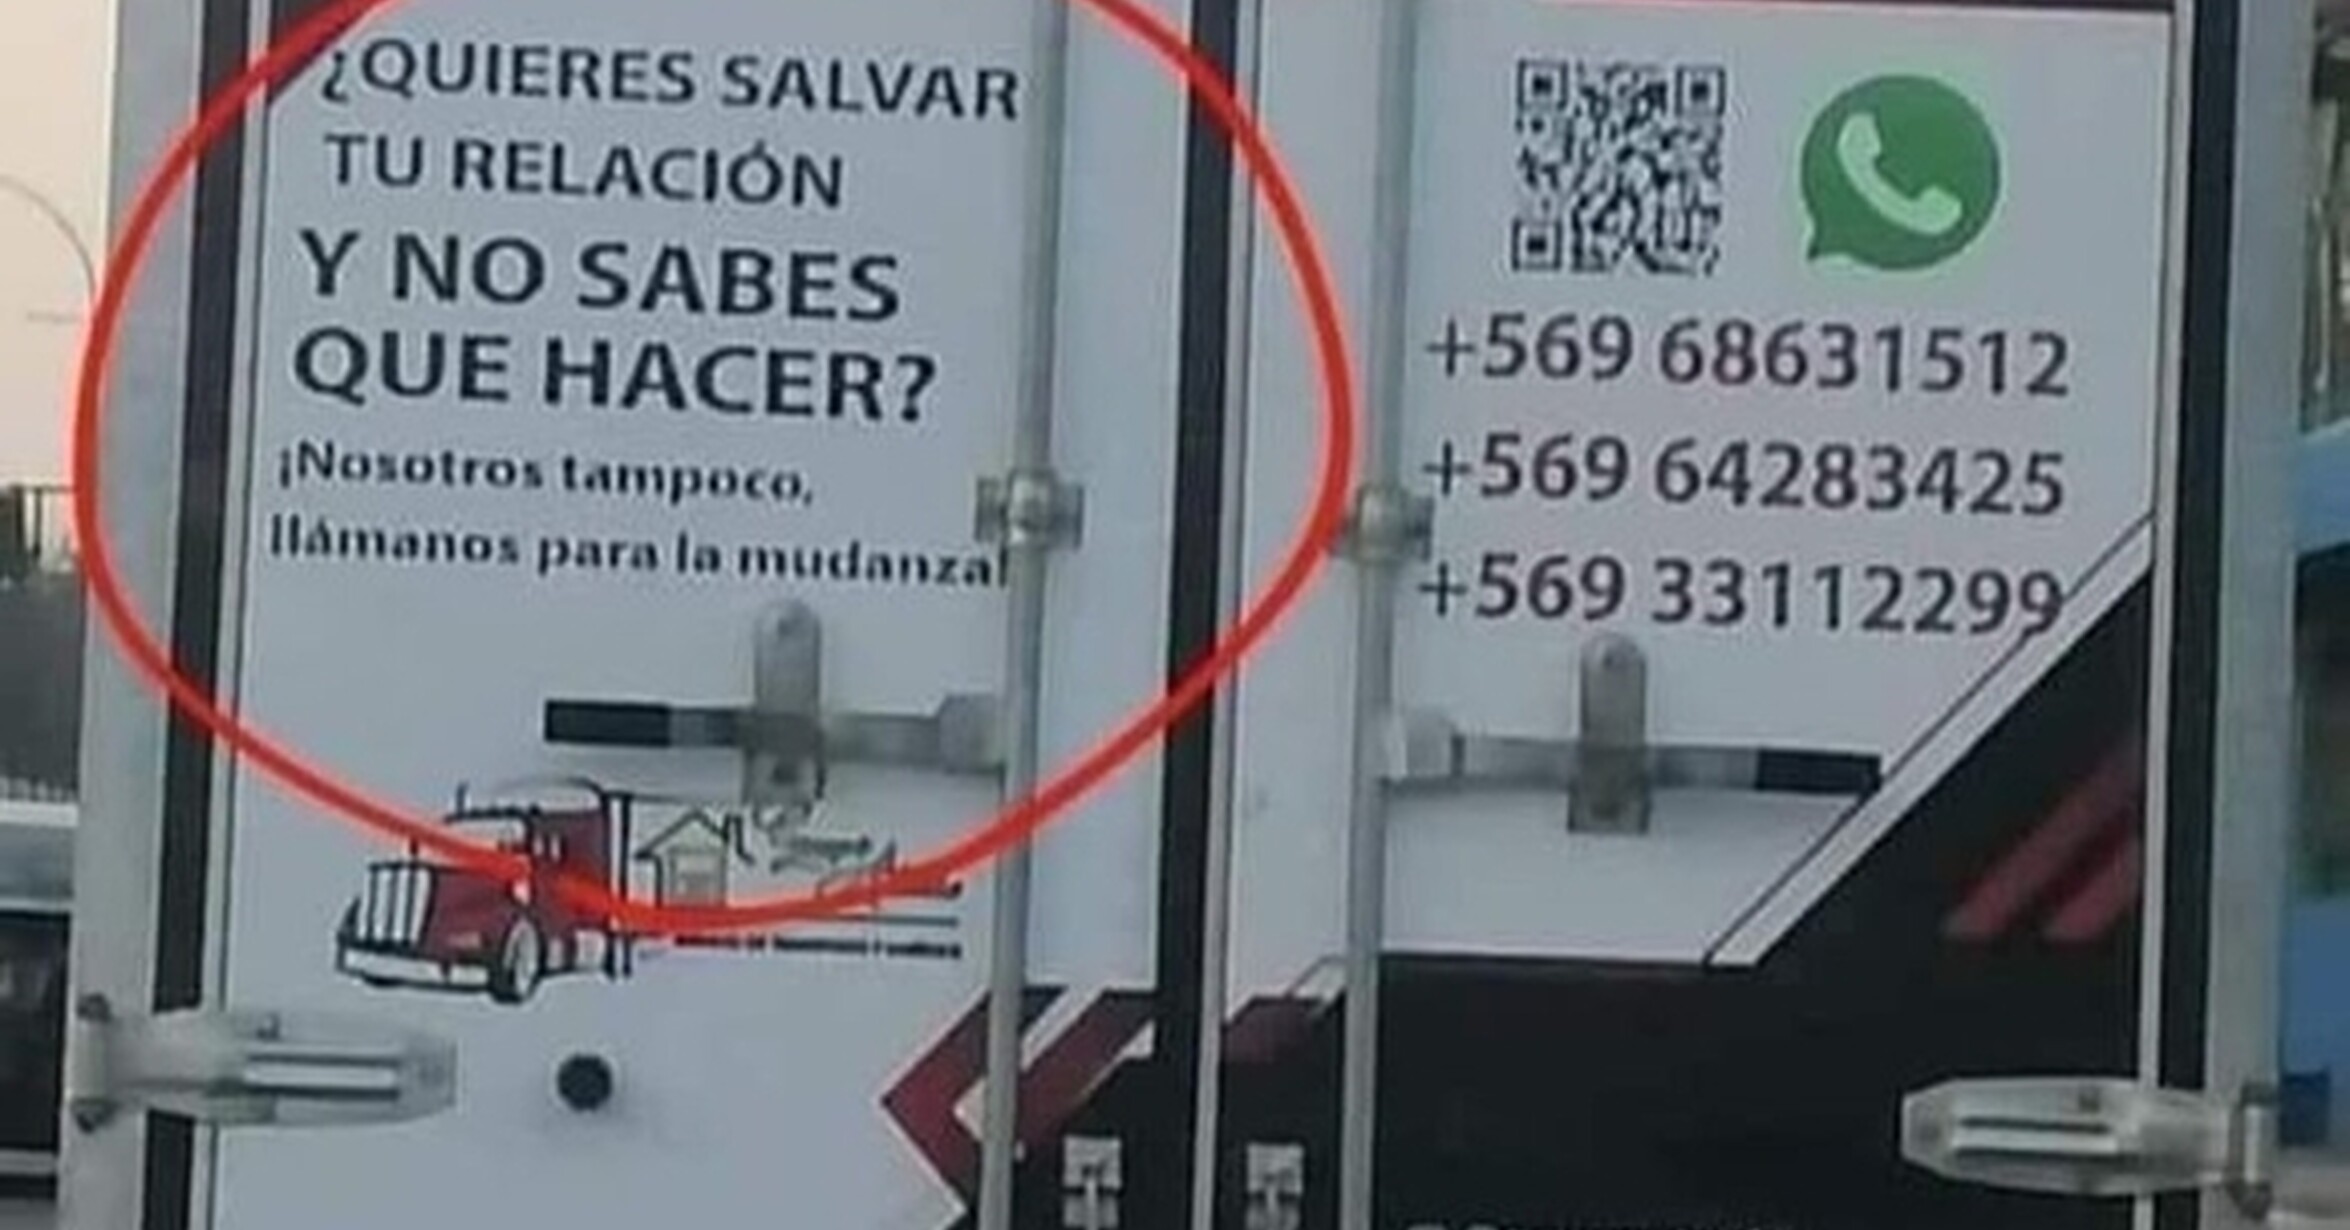 ¿QUIERES SALVAR
TU RELACIÓN
Y NO SABES
QUE HACER?
¡Nosotros tampoco,
llámanos para la mudanza!
+569 68631512
+569 64283425
+569 33112299